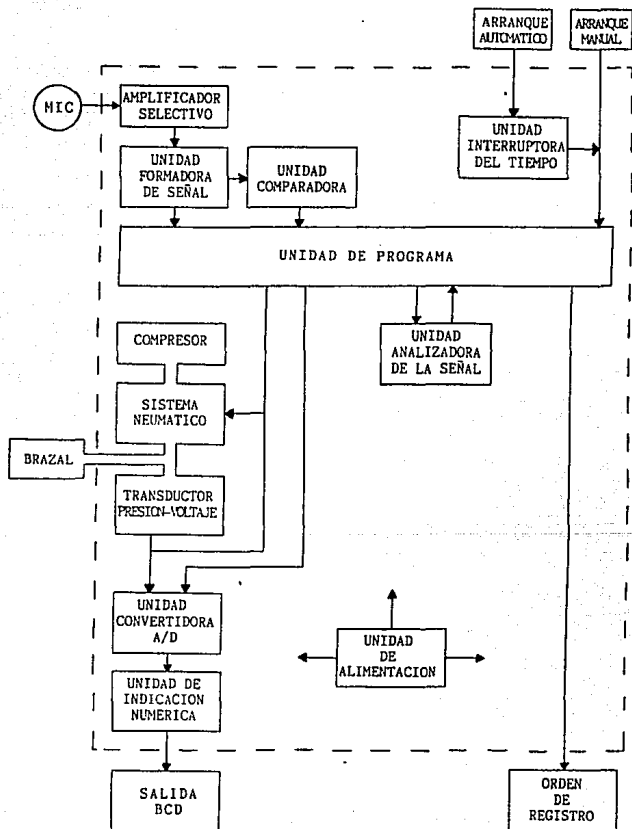 ARRANQUE
AUTOMATICO
ARRANQUE
MANUAL
MIC
AMPLIFICADOR
SELECTIVO
UNIDAD
INTERRUPTORA
DEL TIEMPO
UNIDAD
FORMADORA
DE SEÑAL
UNIDAD
COMPARADORA
UNIDAD DE PROGRAMA
COMPRESOR
UNIDAD
ANALIZADORA
DE LA SEÑAL
SISTEMA
NEUMATICO
BRAZAL
TRANSDUCTOR
PRESION-VOLTAJE
UNIDAD
CONVERTIDORA
A/D
UNIDAD
DE
ALIMENTACION
UNIDAD DE
INDICACION
NUMERICA
SALIDA
BCD
ORDEN
DE
REGISTRO